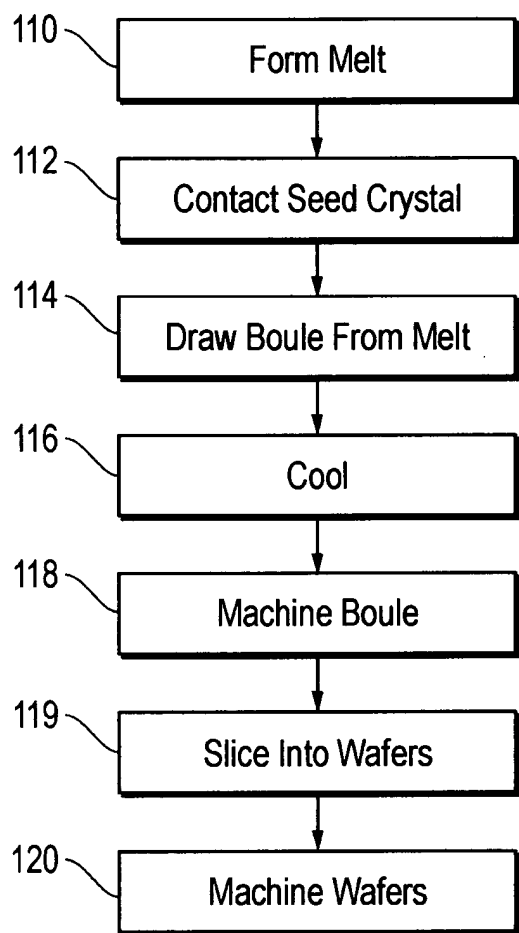 110
Form Melt
112
Contact Seed Crystal
114
Draw Boule From Melt
116
Cool
118
Machine Boule
119
Slice Into Wafers
120
Machine Wafers